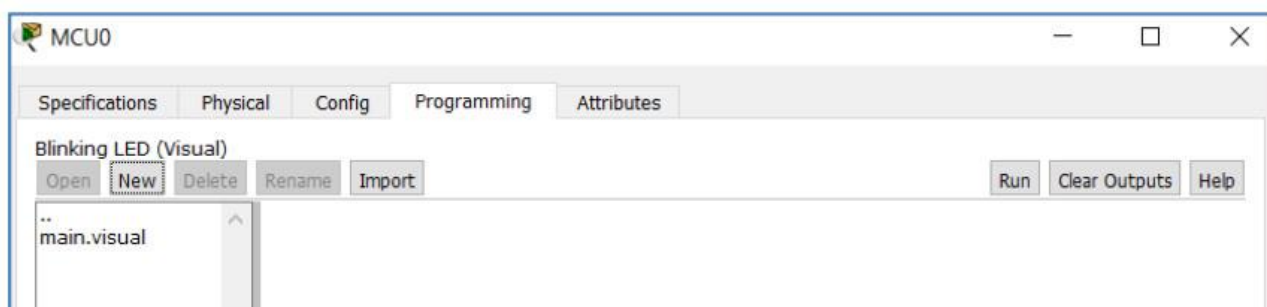 MCU0
Specifications Physical Config Programming Attributes
Blinking LED (Visual)
Open New Delete Rename Import Run Clear Outputs Help
..
main.visual